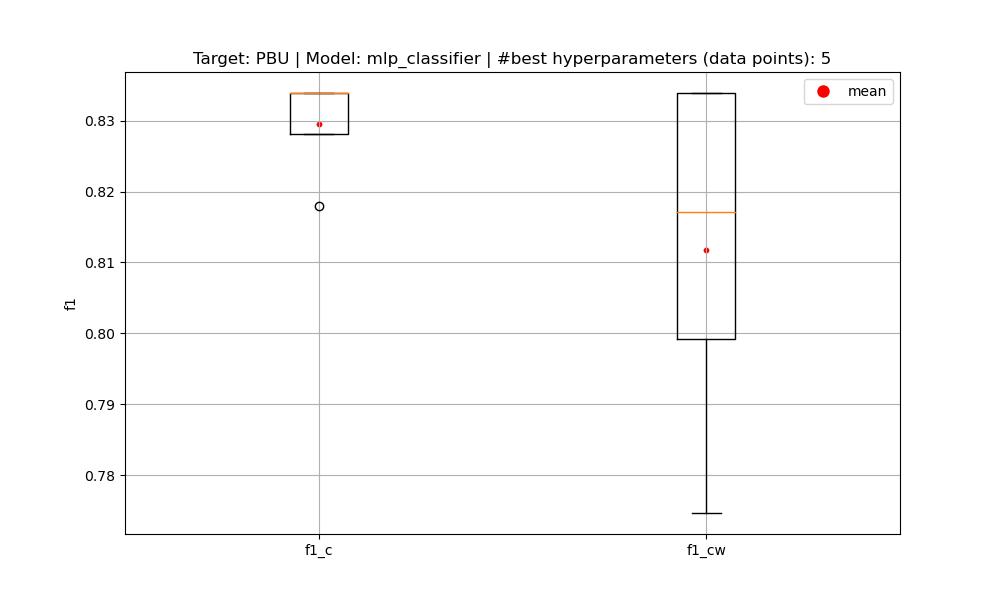 Target: PBU | Model: mlp_classifier | #best hyperparameters (data points): 5
mean
0.83
0.82
0.81
0.80
0.79
0.78
f1
f1_c
f1_cw